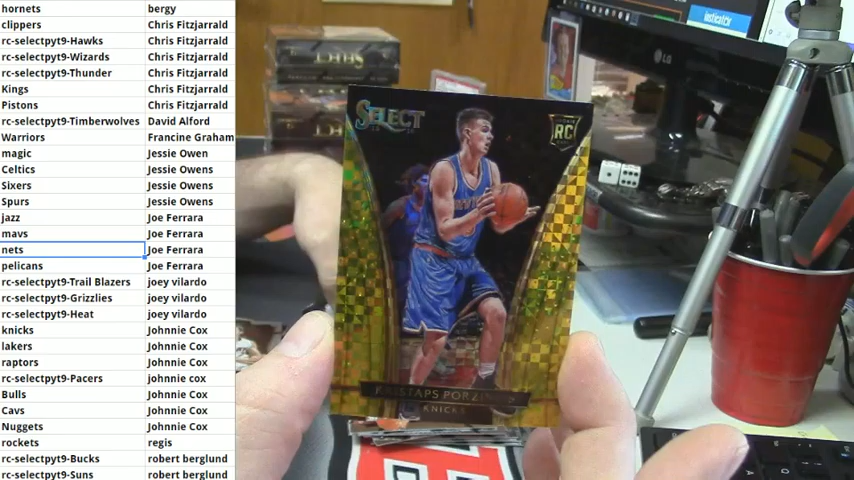 hornets bergy
clippers Chris Fitzjarrald
rc-selectpyt9-Hawks Chris Fitzjarrald
rc-selectpyt9-Wizards Chris Fitzjarrald
rc-selectpyt9-Thunder Chris Fitzjarrald
Kings Chris Fitzjarrald
Pistons Chris Fitzjarrald
rc-selectpyt9-Timberwolves David Alford
Warriors Francine Graham
magic Jessie Owen
Celtics Jessie Owens
Sixers Jessie Owens
Spurs Jessie Owens
jazz Joe Ferrara
mavs Joe Ferrara
nets Joe Ferrara
pelicans Joe Ferrara
rc-selectpyt9-Trail Blazers joey vilardo
rc-selectpyt9-Grizzlies joey vilardo
rc-selectpyt9-Heat joey vilardo
knicks Johnnie Cox
lakers Johnnie Cox
raptors Johnnie Cox
rc-selectpyt9-Pacers johnnie cox
Bulls Johnnie Cox
Cavs Johnnie Cox
Nuggets Johnnie Cox
rockets regis
rc-selectpyt9-Bucks robert berglund
rc-selectpyt9-Suns robert berglund
SELECT
RC
KRISTAPS PORZINGIS
KNICKS
LG